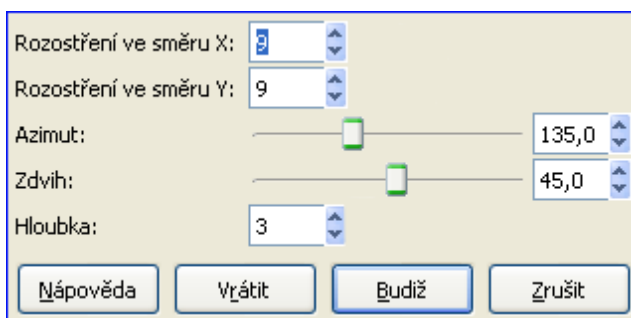 Rozostření ve směru X: 9
Rozostření ve směru Y: 9
Azimut: 135,0
Zdvih: 45,0
Hloubka: 3
Nápověda Vrátit Budiž Zrušit